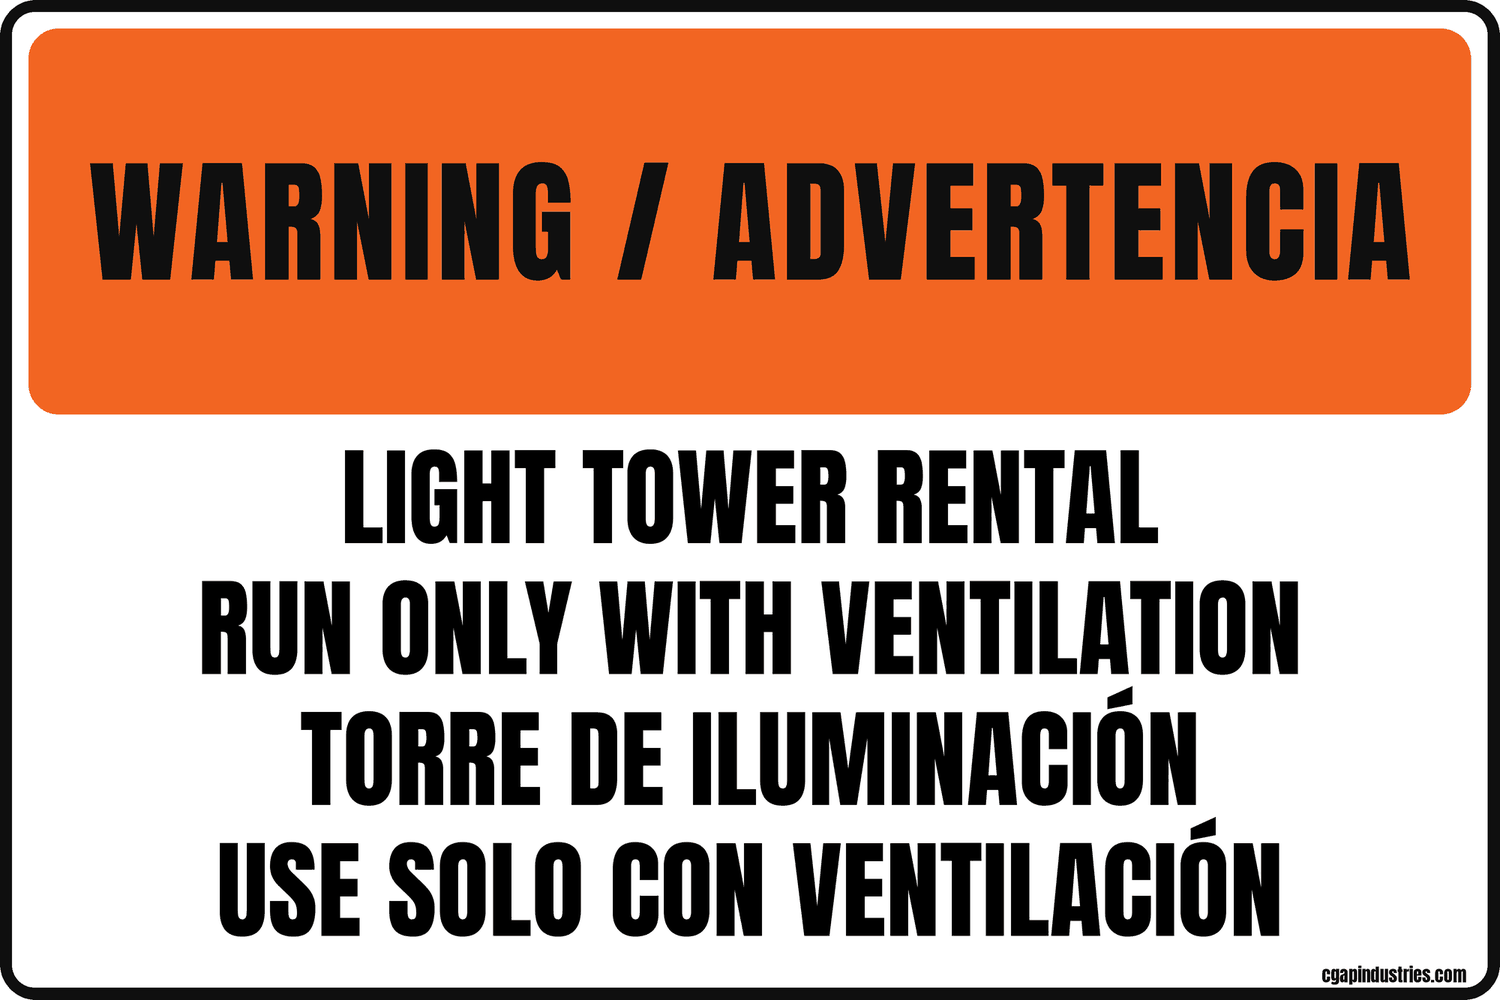 WARNING / ADVERTENCIA
LIGHT TOWER RENTAL
RUN ONLY WITH VENTILATION
TORRE DE ILUMINACIÓN
USE SOLO CON VENTILACIÓN
cgapindustries.com